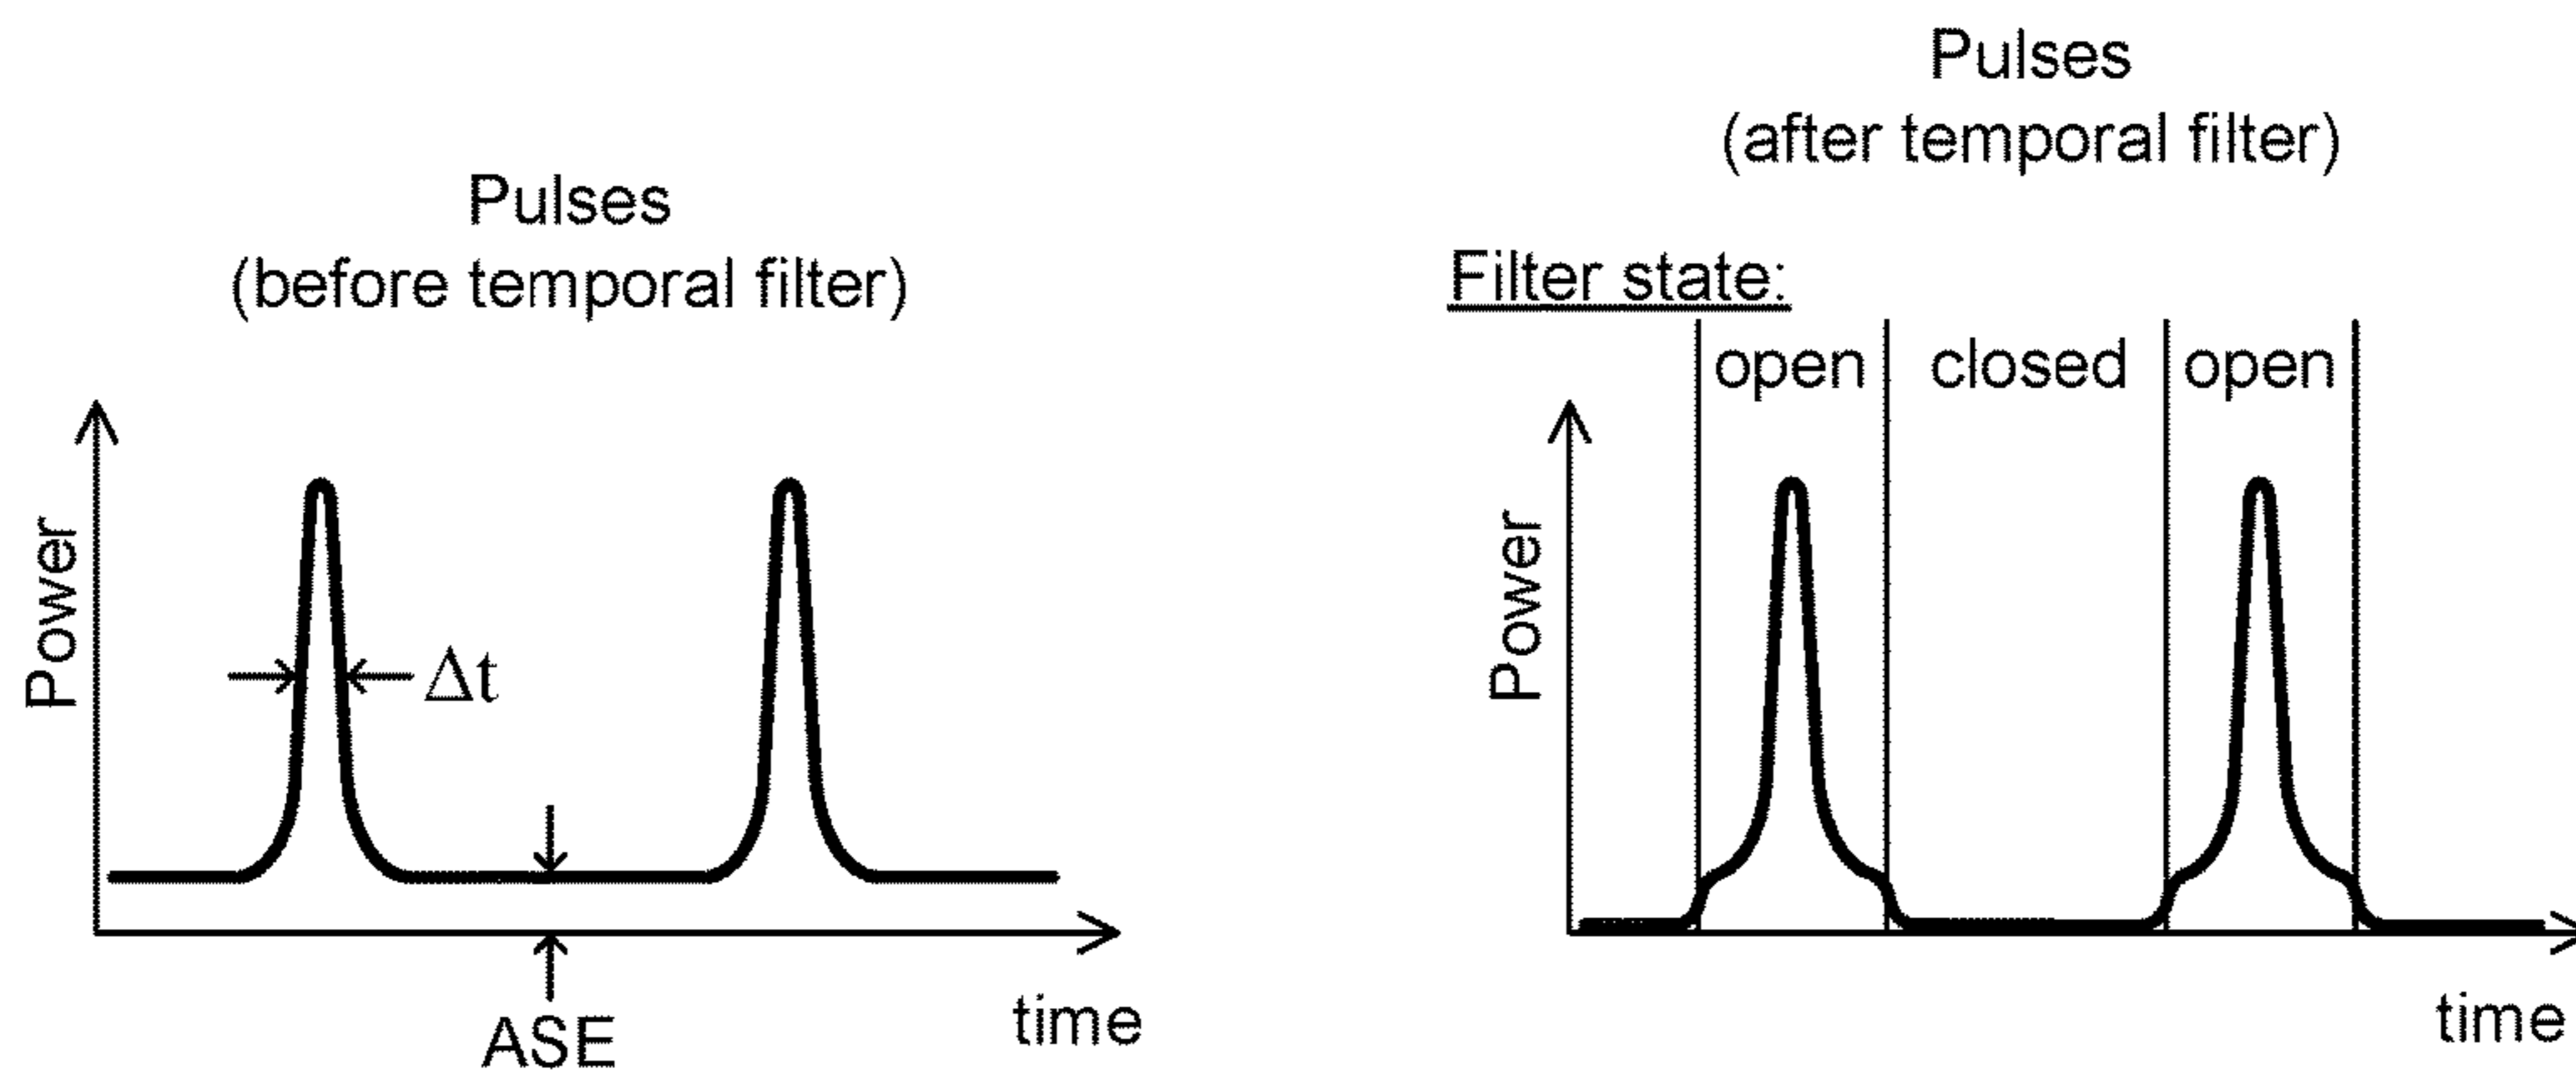 Pulses
(before temporal filter)
Power
Δt
ASE
time
Pulses
(after temporal filter)
Filter state:
open closed open
Power
time